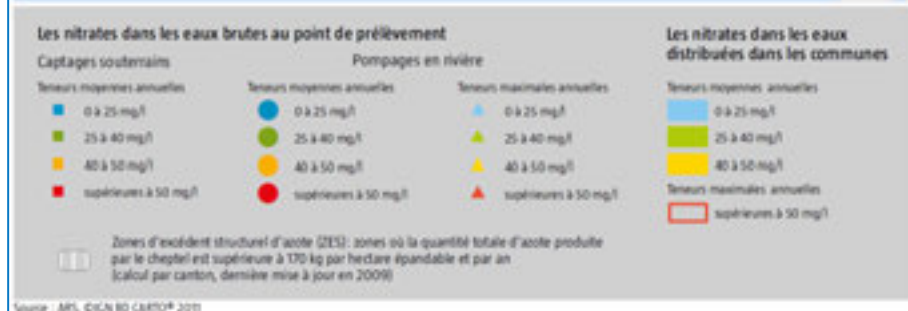 Les nitrates dans les eaux brutes au point de prélèvement
Captages souterrains
Teneurs moyennes annuelles
0 à 25 mg/l
25 à 40 mg/l
40 à 50 mg/l
supérieures à 50 mg/l
Pompages en rivière
Teneurs moyennes annuelles
0 à 25 mg/l
25 à 40 mg/l
40 à 50 mg/l
supérieures à 50 mg/l
Teneurs maximales annuelles
0 à 25 mg/l
25 à 40 mg/l
40 à 50 mg/l
supérieures à 50 mg/l
Les nitrates dans les eaux
distribuées dans les communes
Teneurs moyennes annuelles
0 à 25 mg/l
25 à 40 mg/l
40 à 50 mg/l
Teneurs maximales annuelles
supérieures à 50 mg/l
Zones d'excédent structurel d'azote (ZES): zones où la quantité totale d'azote produite
par le cheptel est supérieure à 170 kg par hectare épandable et par an
(calcul par canton, dernière mise à jour en 2009)
Source : ARS, ©IGN BD CARTO® 2011